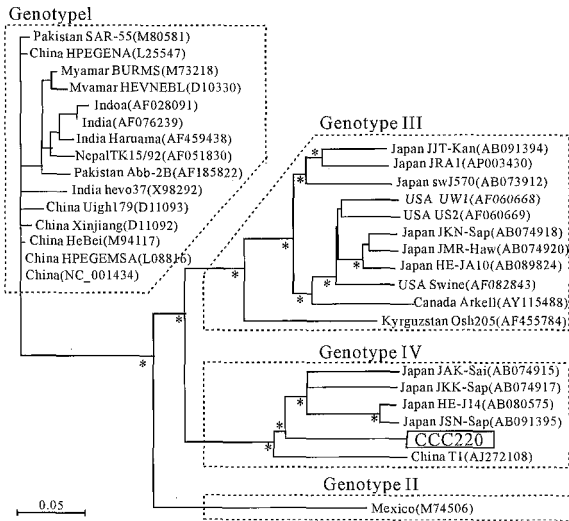 GenotypeI
Pakistan SAR-55(M80581)
China HPEGENA(L25547)
Myamar BURMS(M73218)
Mvamar HEVNEBL(D10330)
Indoa(AF028091)
India(AF076239)
India Haruama(AF459438)
NepalTK15/92(AF051830)
Pakistan Abb-2B(AF185822)
India hevo37(X98292)
China Uigh179(D11093)
China Xinjiang(D11092)
China HeBei(M94117)
China HPEGEMSA(L08816)
China(NC_001434)
Genotype III
Japan JJT-Kan(AB091394)
Japan JRA1(AP003430)
Japan swJ570(AB073912)
USA UW1(AF060668)
USA US2(AF060669)
Japan JKN-Sap(AB074918)
Japan JMR-Haw(AB074920)
Japan HE-JA10(AB089824)
USA Swine(AF082843)
Canada Arkell(AY115488)
Kyrguzstan Osh205(AF455784)
Genotype IV
Japan JAK-Sai(AB074915)
Japan JKK-Sap(AB074917)
Japan HE-J14(AB080575)
Japan JSN-Sap(AB091395)
CCC220
China T1(AJ272108)
Genotype II
Mexico(M74506)
0.05